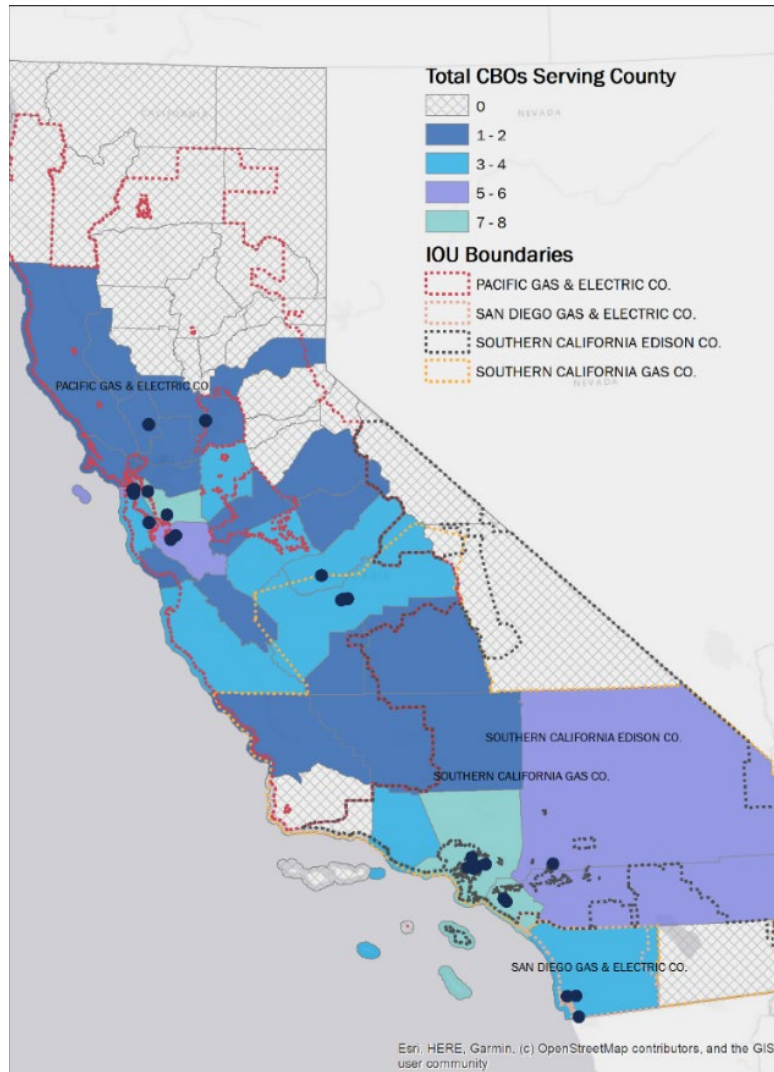 Total CBOs Serving County
0
1 - 2
3 - 4
5 - 6
7 - 8
IOU Boundaries
PACIFIC GAS & ELECTRIC CO.
SAN DIEGO GAS & ELECTRIC CO.
SOUTHERN CALIFORNIA EDISON CO.
SOUTHERN CALIFORNIA GAS CO.
CALIFORNIA
NEVADA
NEVADA
PACIFIC GAS & ELECTRIC CO.
SOUTHERN CALIFORNIA EDISON CO.
SOUTHERN CALIFORNIA GAS CO.
SAN DIEGO GAS & ELECTRIC CO.
Esri, HERE, Garmin, (c) OpenStreetMap contributors, and the GIS
user community